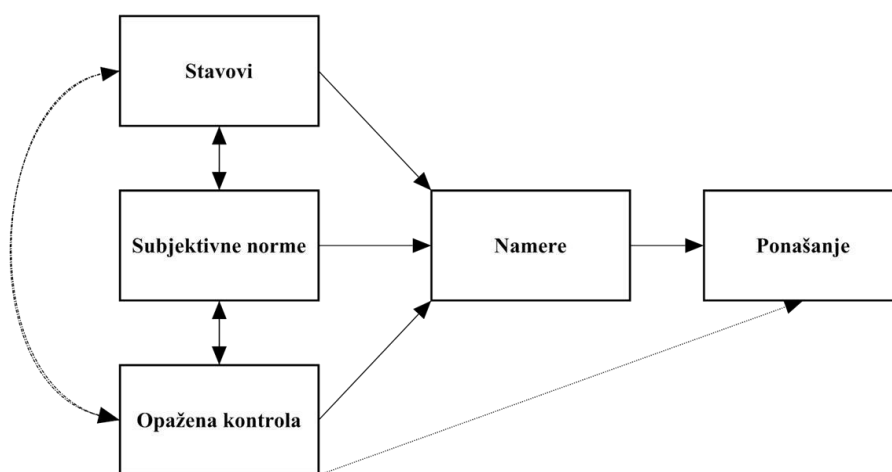 Stavovi
Subjektivne norme
Namere
Ponašanje
Opažena kontrola